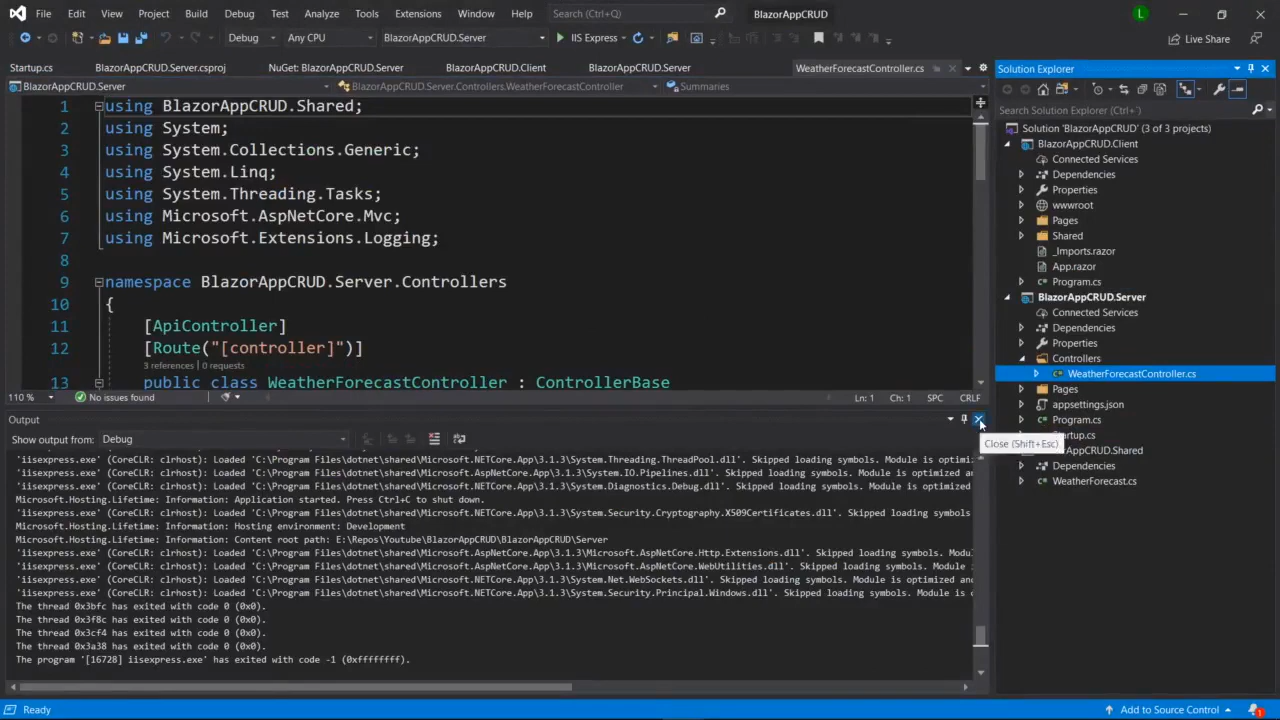 File Edit View Project Build Debug Test Analyze Tools Extensions Window Help Search (Ctrl+Q) BlazorAppCRUD L
Debug Any CPU BlazorAppCRUD.Server IIS Express Live Share
Startup.cs BlazorAppCRUD.Server.csproj NuGet: BlazorAppCRUD.Server BlazorAppCRUD.Client BlazorAppCRUD.Server WeatherForecastController.cs
BlazorAppCRUD.Server BlazorAppCRUD.Server.Controllers.WeatherForecastController Summaries
1 using BlazorAppCRUD.Shared;
2 using System;
3 using System.Collections.Generic;
4 using System.Linq;
5 using System.Threading.Tasks;
6 using Microsoft.AspNetCore.Mvc;
7 using Microsoft.Extensions.Logging;
8
9 namespace BlazorAppCRUD.Server.Controllers
10 {
11 [ApiController]
12 [Route("[controller]")]
3 references | 0 requests
13 public class WeatherForecastController : ControllerBase
110 % No issues found Ln: 1 Ch: 1 SPC CRLF
Output
Close (Shift+Esc)
Show output from: Debug
'iisexpress.exe' (CoreCLR: clrhost): Loaded 'C:\Program Files\dotnet\shared\Microsoft.NETCore.App\3.1.3\System.Threading.ThreadPool.dll'. Skipped loading symbols. Module is optimiz
'iisexpress.exe' (CoreCLR: clrhost): Loaded 'C:\Program Files\dotnet\shared\Microsoft.NETCore.App\3.1.3\System.IO.Pipelines.dll'. Skipped loading symbols. Module is optimized and
'iisexpress.exe' (CoreCLR: clrhost): Loaded 'C:\Program Files\dotnet\shared\Microsoft.NETCore.App\3.1.3\System.Diagnostics.Debug.dll'. Skipped loading symbols. Module is optimized
Microsoft.Hosting.Lifetime: Information: Application started. Press Ctrl+C to shut down.
'iisexpress.exe' (CoreCLR: clrhost): Loaded 'C:\Program Files\dotnet\shared\Microsoft.NETCore.App\3.1.3\System.Security.Cryptography.X509Certificates.dll'. Skipped loading symbols
Microsoft.Hosting.Lifetime: Information: Hosting environment: Development
Microsoft.Hosting.Lifetime: Information: Content root path: E:\Repos\Youtube\BlazorAppCRUD\BlazorAppCRUD\Server
'iisexpress.exe' (CoreCLR: clrhost): Loaded 'C:\Program Files\dotnet\shared\Microsoft.AspNetCore.App\3.1.3\Microsoft.AspNetCore.Http.Extensions.dll'. Skipped loading symbols. Modu
'iisexpress.exe' (CoreCLR: clrhost): Loaded 'C:\Program Files\dotnet\shared\Microsoft.AspNetCore.App\3.1.3\Microsoft.AspNetCore.WebUtilities.dll'. Skipped loading symbols. Module
'iisexpress.exe' (CoreCLR: clrhost): Loaded 'C:\Program Files\dotnet\shared\Microsoft.NETCore.App\3.1.3\System.Net.WebSockets.dll'. Skipped loading symbols. Module is optimized an
'iisexpress.exe' (CoreCLR: clrhost): Loaded 'C:\Program Files\dotnet\shared\Microsoft.NETCore.App\3.1.3\System.Security.Principal.Windows.dll'. Skipped loading symbols. Module is
The thread 0x3bfc has exited with code 0 (0x0).
The thread 0x3f8c has exited with code 0 (0x0).
The thread 0x3cf4 has exited with code 0 (0x0).
The thread 0x3a38 has exited with code 0 (0x0).
The program '[16728] iisexpress.exe' has exited with code -1 (0xffffffff).
Solution Explorer
Search Solution Explorer (Ctrl+')
Solution 'BlazorAppCRUD' (3 of 3 projects)
BlazorAppCRUD.Client
Connected Services
Dependencies
Properties
wwwroot
Pages
Shared
_Imports.razor
App.razor
Program.cs
BlazorAppCRUD.Server
Connected Services
Dependencies
Properties
Controllers
WeatherForecastController.cs
Pages
appsettings.json
Program.cs
tartup.cs
rAppCRUD.Shared
Dependencies
WeatherForecast.cs
Ready Add to Source Control 1